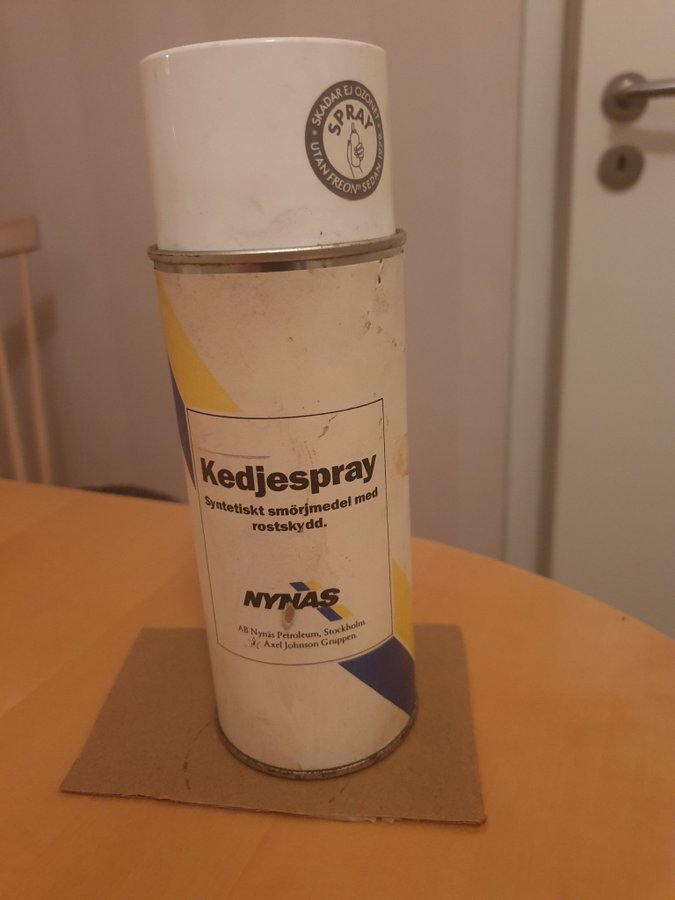 SKADAR EJ OZONET
SPRAY
UTAN FREON SEDAN
Kedjespray
Syntetiskt smörjmedel med
rostskydd.
NYNAS
AB Nynäs Petroleum, Stockholm.
Axel Johnson Gruppen.